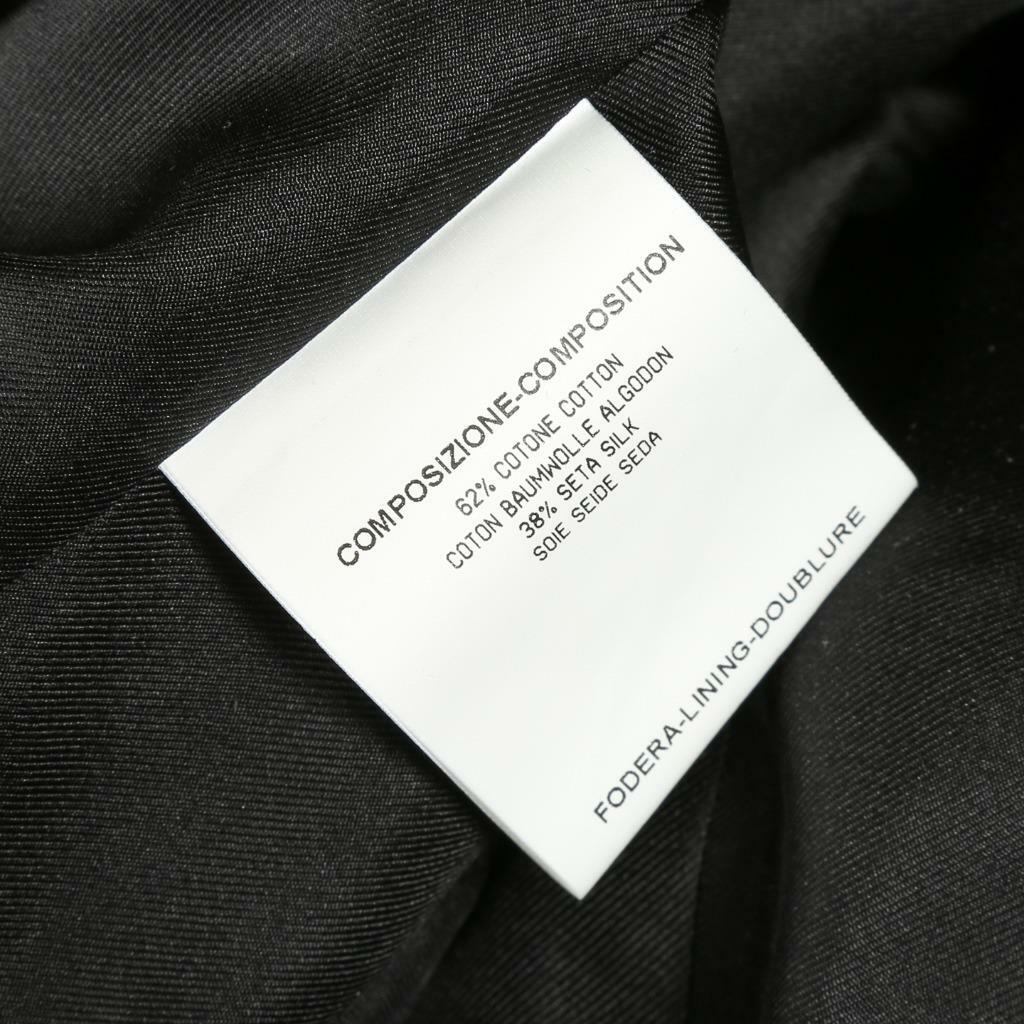 COMPOSIZIONE-COMPOSITION
62% COTONE COTTON
COTON BAUMWOLLE ALGODON
38% SETA SILK
SOIE SEIDE SEDA
FODERA-LINING-DOUBLURE